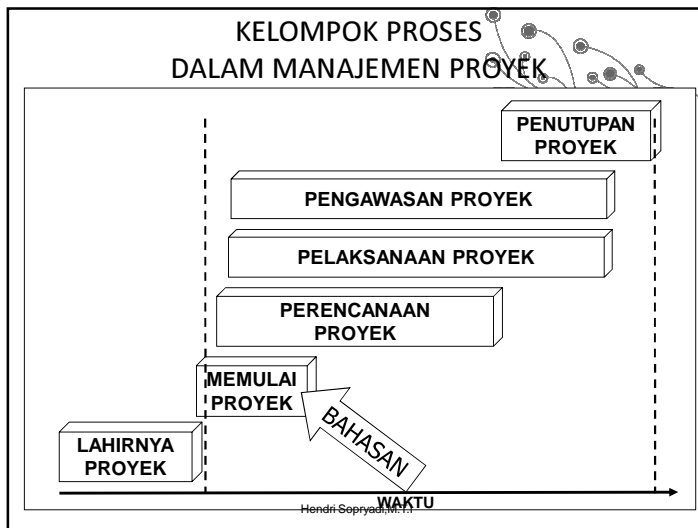 KELOMPOK PROSES
DALAM MANAJEMEN PROYEK
PENUTUPAN
PROYEK
PENGAWASAN PROYEK
PELAKSANAAN PROYEK
PERENCANAAN
PROYEK
MEMULAI
PROYEK
BAHASAN
LAHIRNYA
PROYEK
WAKTU
Hendri Sopryadi,M.T.I